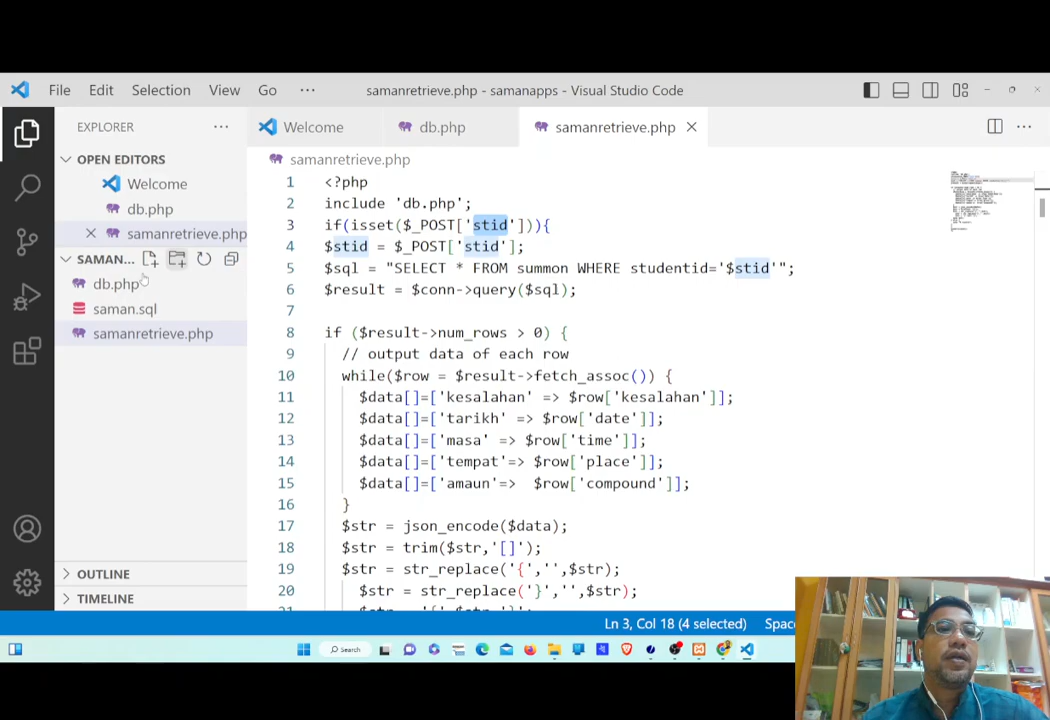 File Edit Selection View Go ··· samanretrieve.php - samanapps - Visual Studio Code
EXPLORER ···
Welcome db.php samanretrieve.php
OPEN EDITORS
Welcome
db.php
samanretrieve.php
SAMAN...
db.php
saman.sql
samanretrieve.php
OUTLINE
TIMELINE
samanretrieve.php
1 <?php
2 include 'db.php';
3 if(isset($_POST['stid'])){
4 $stid = $_POST['stid'];
5 $sql = "SELECT * FROM summon WHERE studentid='$stid'";
6 $result = $conn->query($sql);
7
8 if ($result->num_rows > 0) {
9 // output data of each row
10 while($row = $result->fetch_assoc()) {
11 $data[]=['kesalahan' => $row['kesalahan']];
12 $data[]=['tarikh' => $row['date']];
13 $data[]=['masa' => $row['time']];
14 $data[]=['tempat'=> $row['place']];
15 $data[]=['amaun'=> $row['compound']];
16 }
17 $str = json_encode($data);
18 $str = trim($str,'[]');
19 $str = str_replace('{','',$str);
20 $str = str_replace('}','',$str);
Ln 3, Col 18 (4 selected) Spac
Search